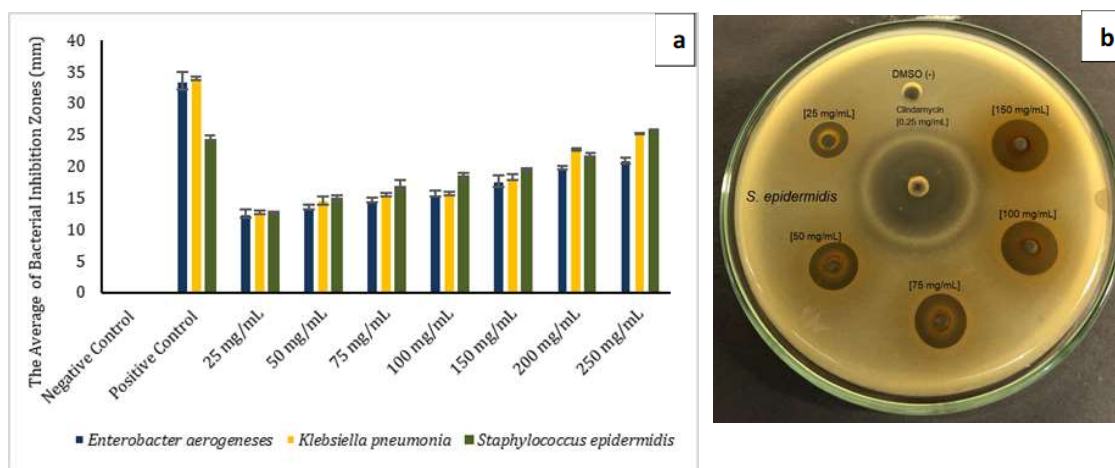 a
The Average of Bacterial Inhibition Zones (mm)
40
35
30
25
20
15
10
5
0
Negative Control
Positive Control
25 mg/mL
50 mg/mL
75 mg/mL
100 mg/mL
150 mg/mL
200 mg/mL
250 mg/mL
Enterobacter aerogeneses
Klebsiella pneumonia
Staphylococcus epidermidis
b
DMSO (-)
Clindamycin
[0.25 mg/mL]
[25 mg/mL]
[150 mg/mL]
S. epidermidis
[100 mg/mL]
[50 mg/mL]
[75 mg/mL]